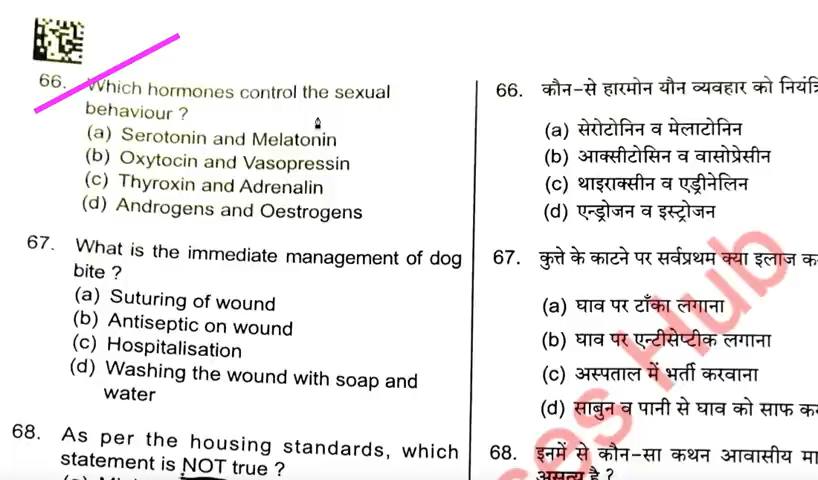 66. Which hormones control the sexual
behaviour ?
(a) Serotonin and Melatonin
(b) Oxytocin and Vasopressin
(c) Thyroxin and Adrenalin
(d) Androgens and Oestrogens
67. What is the immediate management of dog
bite ?
(a) Suturing of wound
(b) Antiseptic on wound
(c) Hospitalisation
(d) Washing the wound with soap and
water
68. As per the housing standards, which
statement is NOT true ?
66. कौन-से हारमोन यौन व्यवहार को
(a) सेरोटोनिन व मेलाटोनिन
(b) आक्सीटोसिन व वासोप्रेसीन
(c) थाइराक्सीन व एड्रीनेलिन
(d) एन्ड्रोजन व इस्ट्रोजन
67. कुत्ते के काटने पर सर्वप्रथम क्या इलाज
(a) घाव पर टाँका लगाना
(b) घाव पर एन्टीसेप्टीक लगाना
(c) अस्पताल में भर्ती करवाना
(d) साबुन व पानी से घाव को साफ
68. इनमें से कौन-सा कथन आवासीय
असत्य है ?
Hub